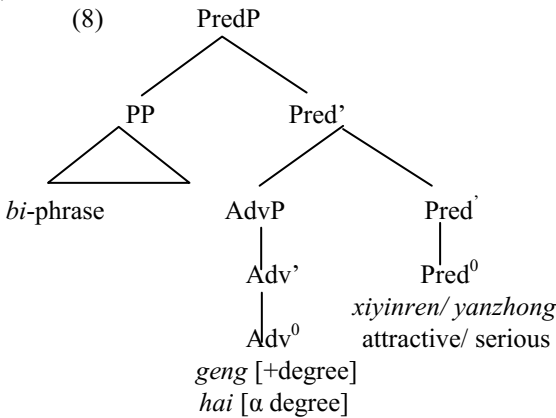 (8) PredP
PP Pred’
bi-phrase AdvP Pred’
Adv’ Pred0
xiyinren/ yanzhong
Adv0 attractive/ serious
geng [+degree]
hai [α degree]